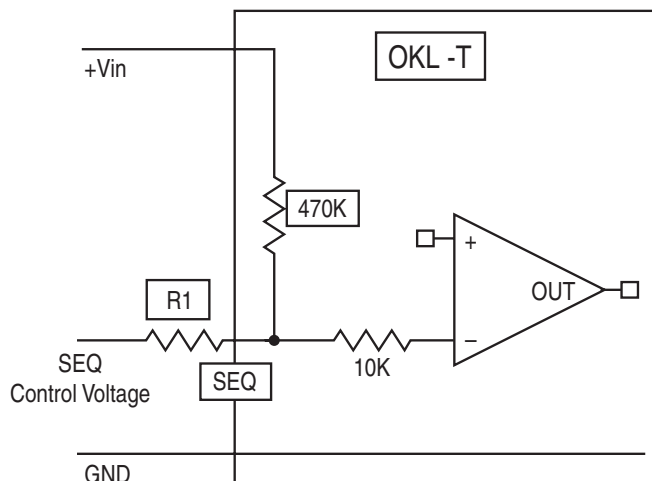 +Vin
OKL -T
470K
+
R1
OUT
SEQ
Control Voltage
SEQ
10K
−
GND